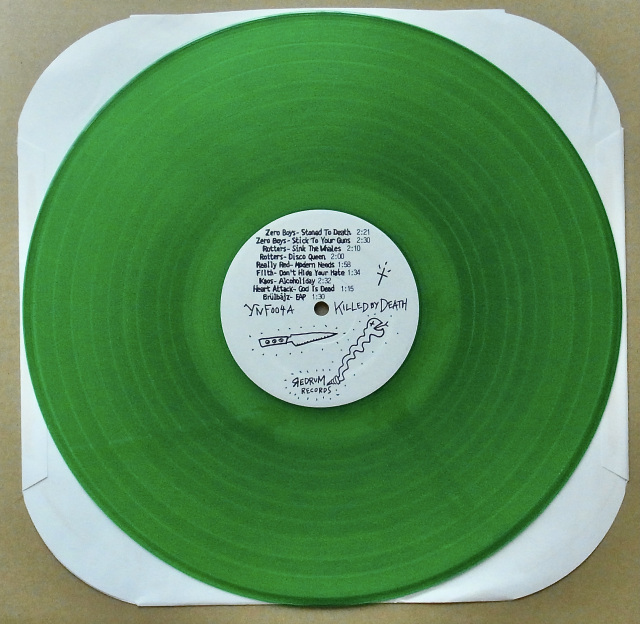 Zero Boys- Stoned To Death 2:21
Zero Boys- Stick To Your Guns 2:30
Rotters- Sink The Whales 2:10
Rotters- Disco Queen 2:00
Really Red- Modern Needs 1:58
Filth- Don't Hide Your Hate 1:34
Kaos- Alcoholiday 2:32
Heart Attack- God Is Dead 1:15
Brülbäjz- EAP 1:30
YNF004A KILLED BY DEATH
REDRUM
RECORDS